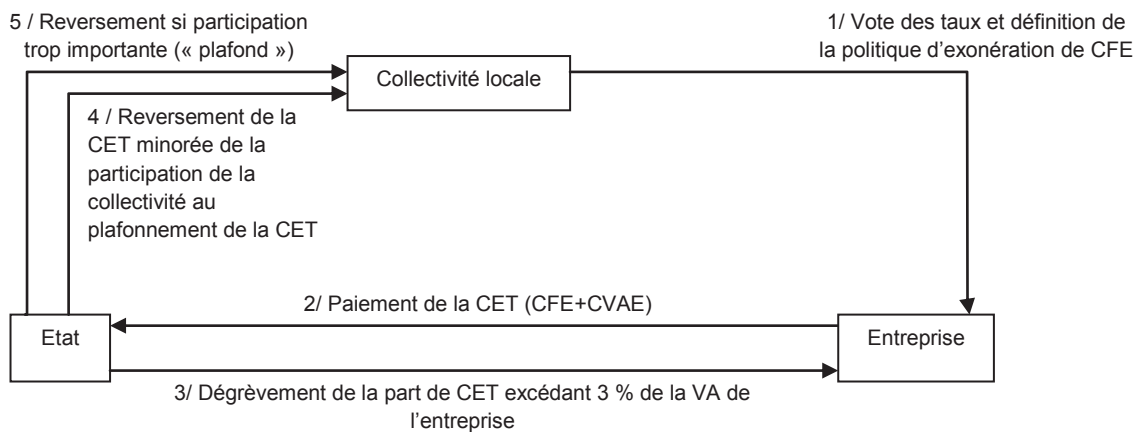 5 / Reversement si participation
trop importante (« plafond »)
1/ Vote des taux et définition de
la politique d’exonération de CFE
Collectivité locale
4 / Reversement de la
CET minorée de la
participation de la
collectivité au
plafonnement de la CET
2/ Paiement de la CET (CFE+CVAE)
Etat
Entreprise
3/ Dégrèvement de la part de CET excédant 3 % de la VA de
l’entreprise